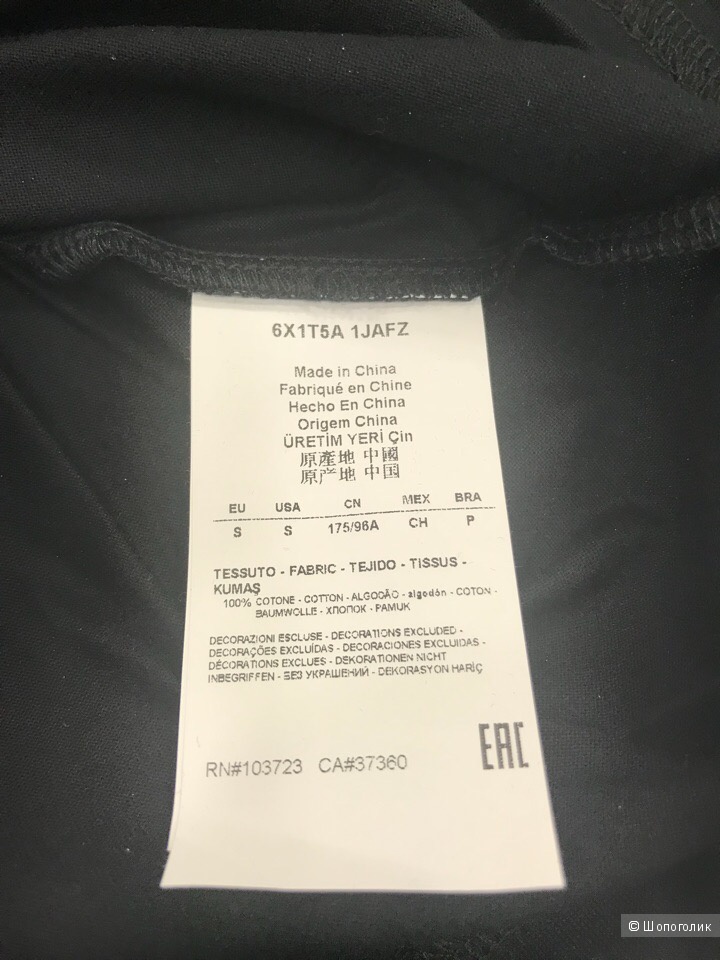 6X1T5A 1JAFZ
Made in China
Fabriqué en Chine
Hecho En China
Origem China
ÜRETİM YERİ Çin
原產地 中國
原产地 中国
EU USA CN MEX BRA
S S 175/96A CH P
TESSUTO - FABRIC - TEJIDO - TISSUS -
KUMAŞ
100% COTONE - COTTON - ALGODÃO - algodón - COTON -
BAUMWOLLE - ХЛОПОК - PAMUK
DECORAZIONI ESCLUSE - DECORATIONS EXCLUDED -
DECORAÇÕES EXCLUÍDAS - DECORACIONES EXCLUIDAS -
DÉCORATIONS EXCLUES - DEKORATIONEN NICHT
INBEGRIFFEN - БЕЗ УКРАШЕНИЙ - DEKORASYON HARİÇ
RN#103723 CA#37360
EAC
© Шопоголик